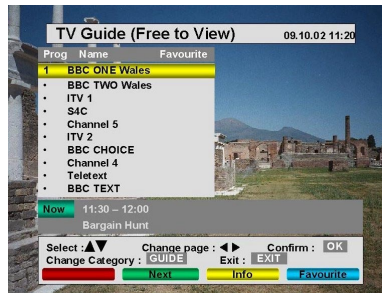 TV Guide (Free to View) 09.10.02 11:20
Prog Name Favourite
1 BBC ONE Wales
• BBC TWO Wales
• ITV 1
• S4C
• Channel 5
• ITV 2
• BBC CHOICE
• Channel 4
• Teletext
• BBC TEXT
Now 11:30 – 12:00
Bargain Hunt
Select :▲▼ Change page : ◀ ▶ Confirm : OK
Change Category : GUIDE Exit : EXIT
Next Info Favourite